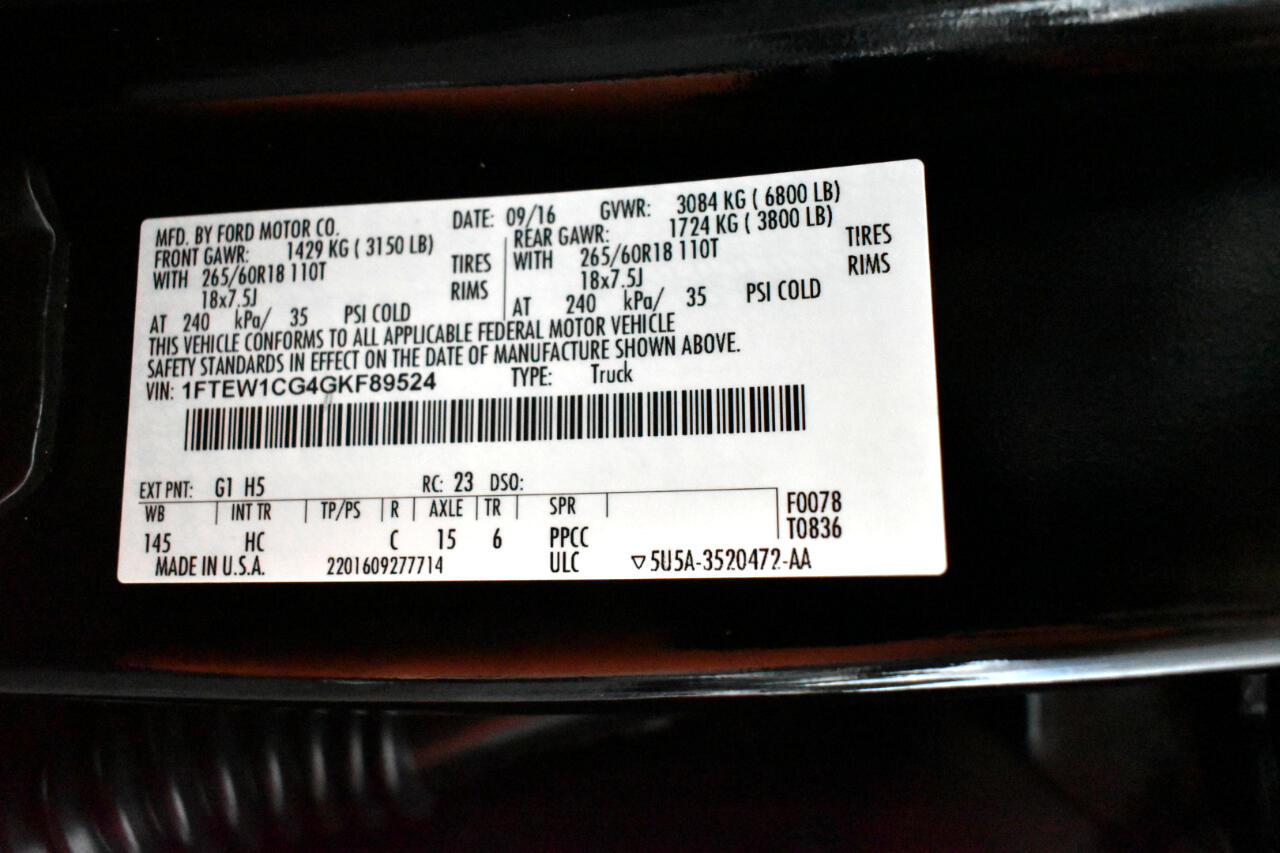 MFD. BY FORD MOTOR CO. DATE: 09/16 GVWR: 3084 KG ( 6800 LB)
FRONT GAWR: 1429 KG ( 3150 LB) REAR GAWR: 1724 KG ( 3800 LB)
WITH 265/60R18 110T TIRES WITH 265/60R18 110T TIRES
18x7.5J RIMS 18x7.5J RIMS
AT 240 kPa/ 35 PSI COLD AT 240 kPa/ 35 PSI COLD
THIS VEHICLE CONFORMS TO ALL APPLICABLE FEDERAL MOTOR VEHICLE
SAFETY STANDARDS IN EFFECT ON THE DATE OF MANUFACTURE SHOWN ABOVE.
VIN: 1FTEW1CG4GKF89524 TYPE: Truck
EXT PNT: G1 H5 RC: 23 DSO:
WB INT TR TP/PS R AXLE TR SPR F0078
145 HC C 15 6 PPCC T0836
MADE IN U.S.A. 2201609277714 ULC ▽5U5A-3520472-AA